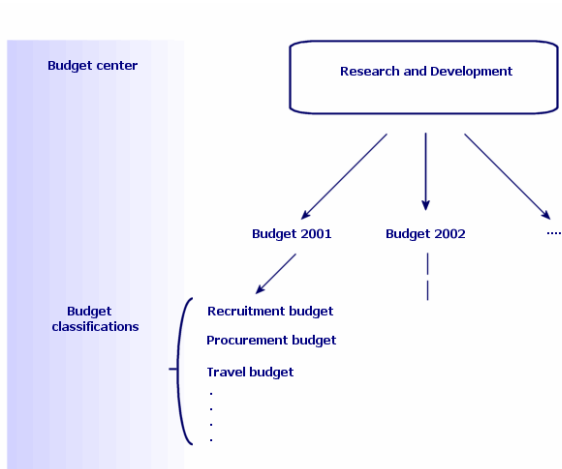 Budget center
Research and Development
Budget 2001
Budget 2002
....
Budget
classifications
Recruitment budget
Procurement budget
Travel budget
.
.
.
.